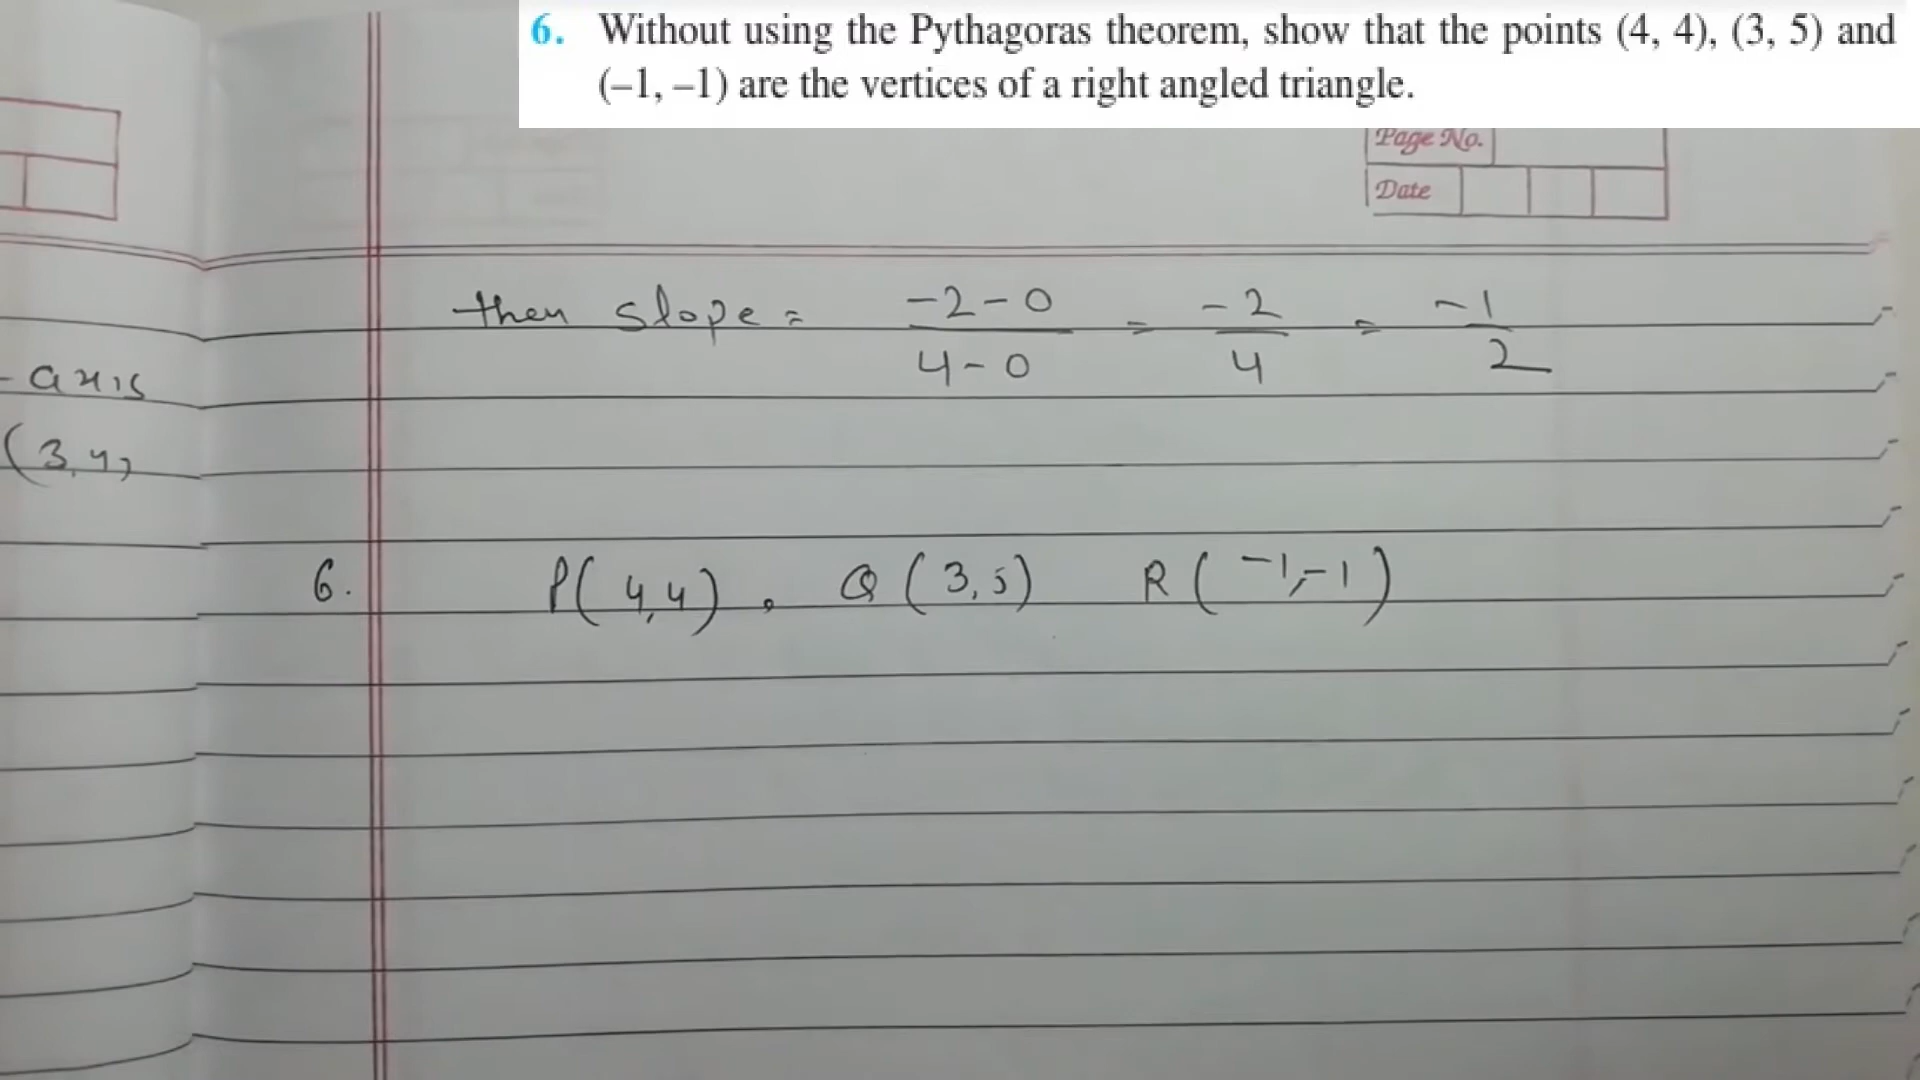 6. Without using the Pythagoras theorem, show that the points (4, 4), (3, 5) and
(–1, –1) are the vertices of a right angled triangle.
Page No.
Date
then slope = -2-0/4-0 = -2/4 = -1/2
- axis
(3,4)
6. P(4,4), Q(3,5) R(-1,-1)